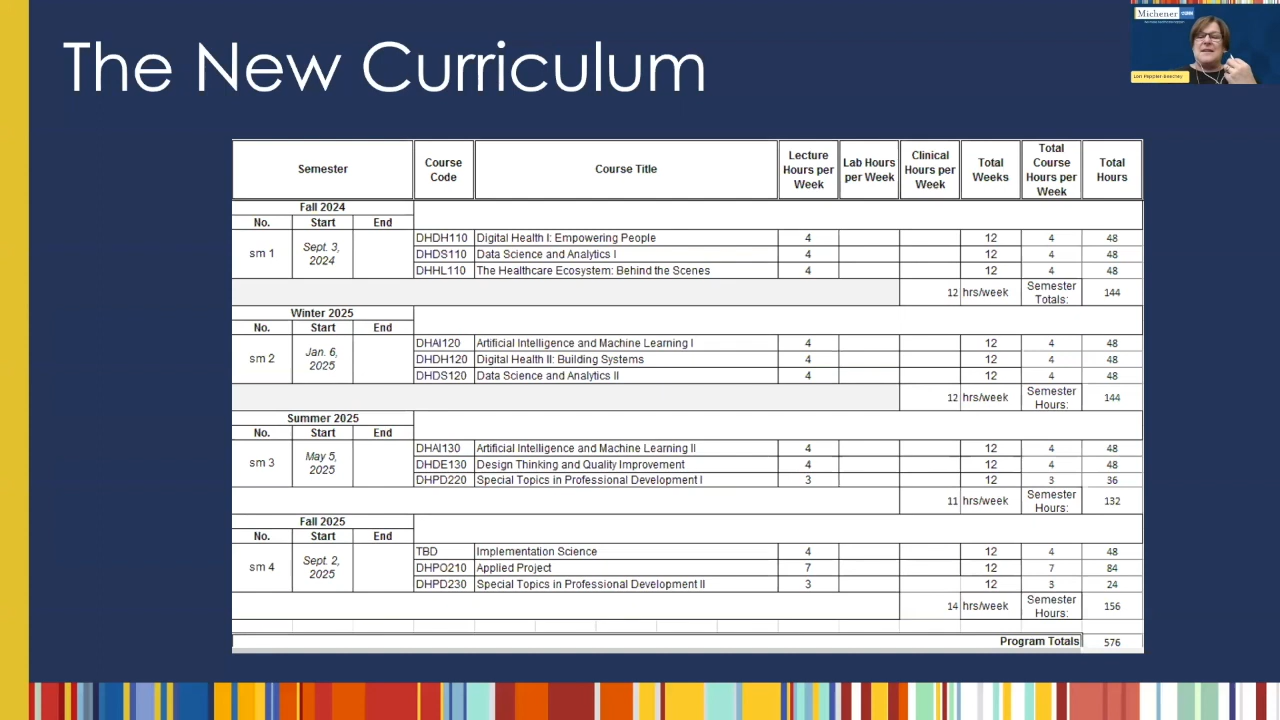 The New Curriculum
Michener
Lori Peppler-Beechey
Semester Course Code Course Title Lecture Hours per Week Lab Hours per Week Clinical Hours per Week Total Weeks Total Course Hours per Week Total Hours
Fall 2024
No. Start End
sm 1 Sept. 3, 2024
DHDH110 Digital Health I: Empowering People 4 12 4 48
DHDS110 Data Science and Analytics I 4 12 4 48
DHHL110 The Healthcare Ecosystem: Behind the Scenes 4 12 4 48
12 hrs/week Semester Totals: 144
Winter 2025
No. Start End
sm 2 Jan. 6, 2025
DHAI120 Artificial Intelligence and Machine Learning I 4 12 4 48
DHDH120 Digital Health II: Building Systems 4 12 4 48
DHDS120 Data Science and Analytics II 4 12 4 48
12 hrs/week Semester Hours: 144
Summer 2025
No. Start End
sm 3 May 5, 2025
DHAI130 Artificial Intelligence and Machine Learning II 4 12 4 48
DHDE130 Design Thinking and Quality Improvement 4 12 4 48
DHPD220 Special Topics in Professional Development I 3 12 3 36
11 hrs/week Semester Hours: 132
Fall 2025
No. Start End
sm 4 Sept. 2, 2025
TBD Implementation Science 4 12 4 48
DHPO210 Applied Project 7 12 7 84
DHPD230 Special Topics in Professional Development II 3 12 3 24
14 hrs/week Semester Hours: 156
Program Totals 576